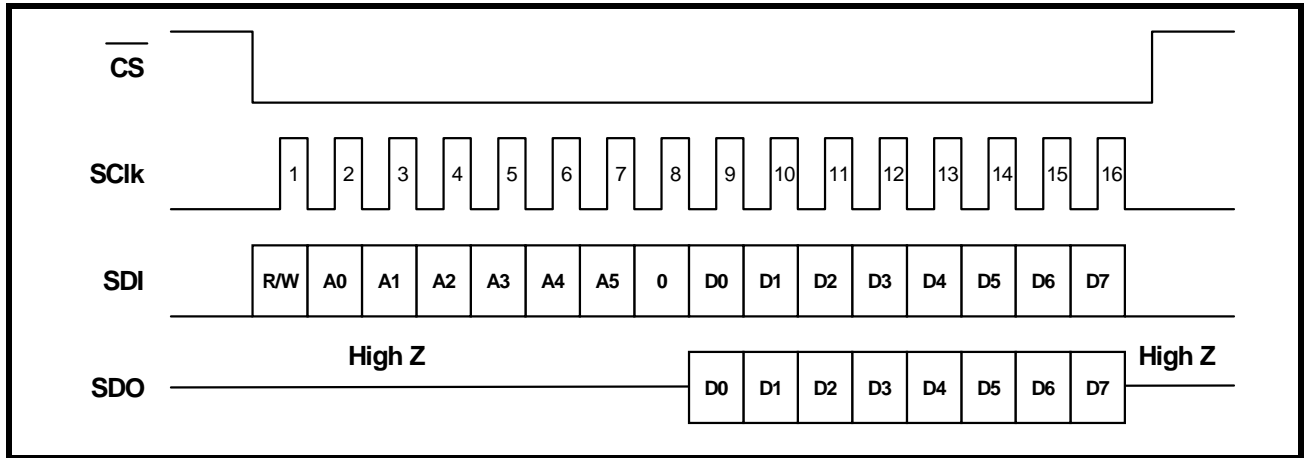 CS
SClk 1 2 3 4 5 6 7 8 9 10 11 12 13 14 15 16
SDI R/W A0 A1 A2 A3 A4 A5 0 D0 D1 D2 D3 D4 D5 D6 D7
High Z High Z
SDO D0 D1 D2 D3 D4 D5 D6 D7